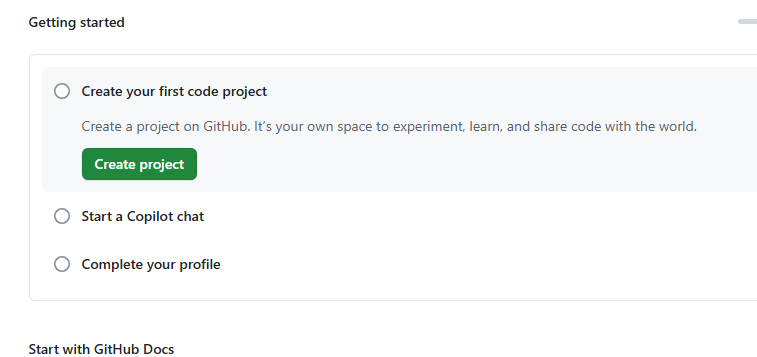 Getting started
Create your first code project
Create a project on GitHub. It’s your own space to experiment, learn, and share code with the world.
Create project
Start a Copilot chat
Complete your profile
Start with GitHub Docs